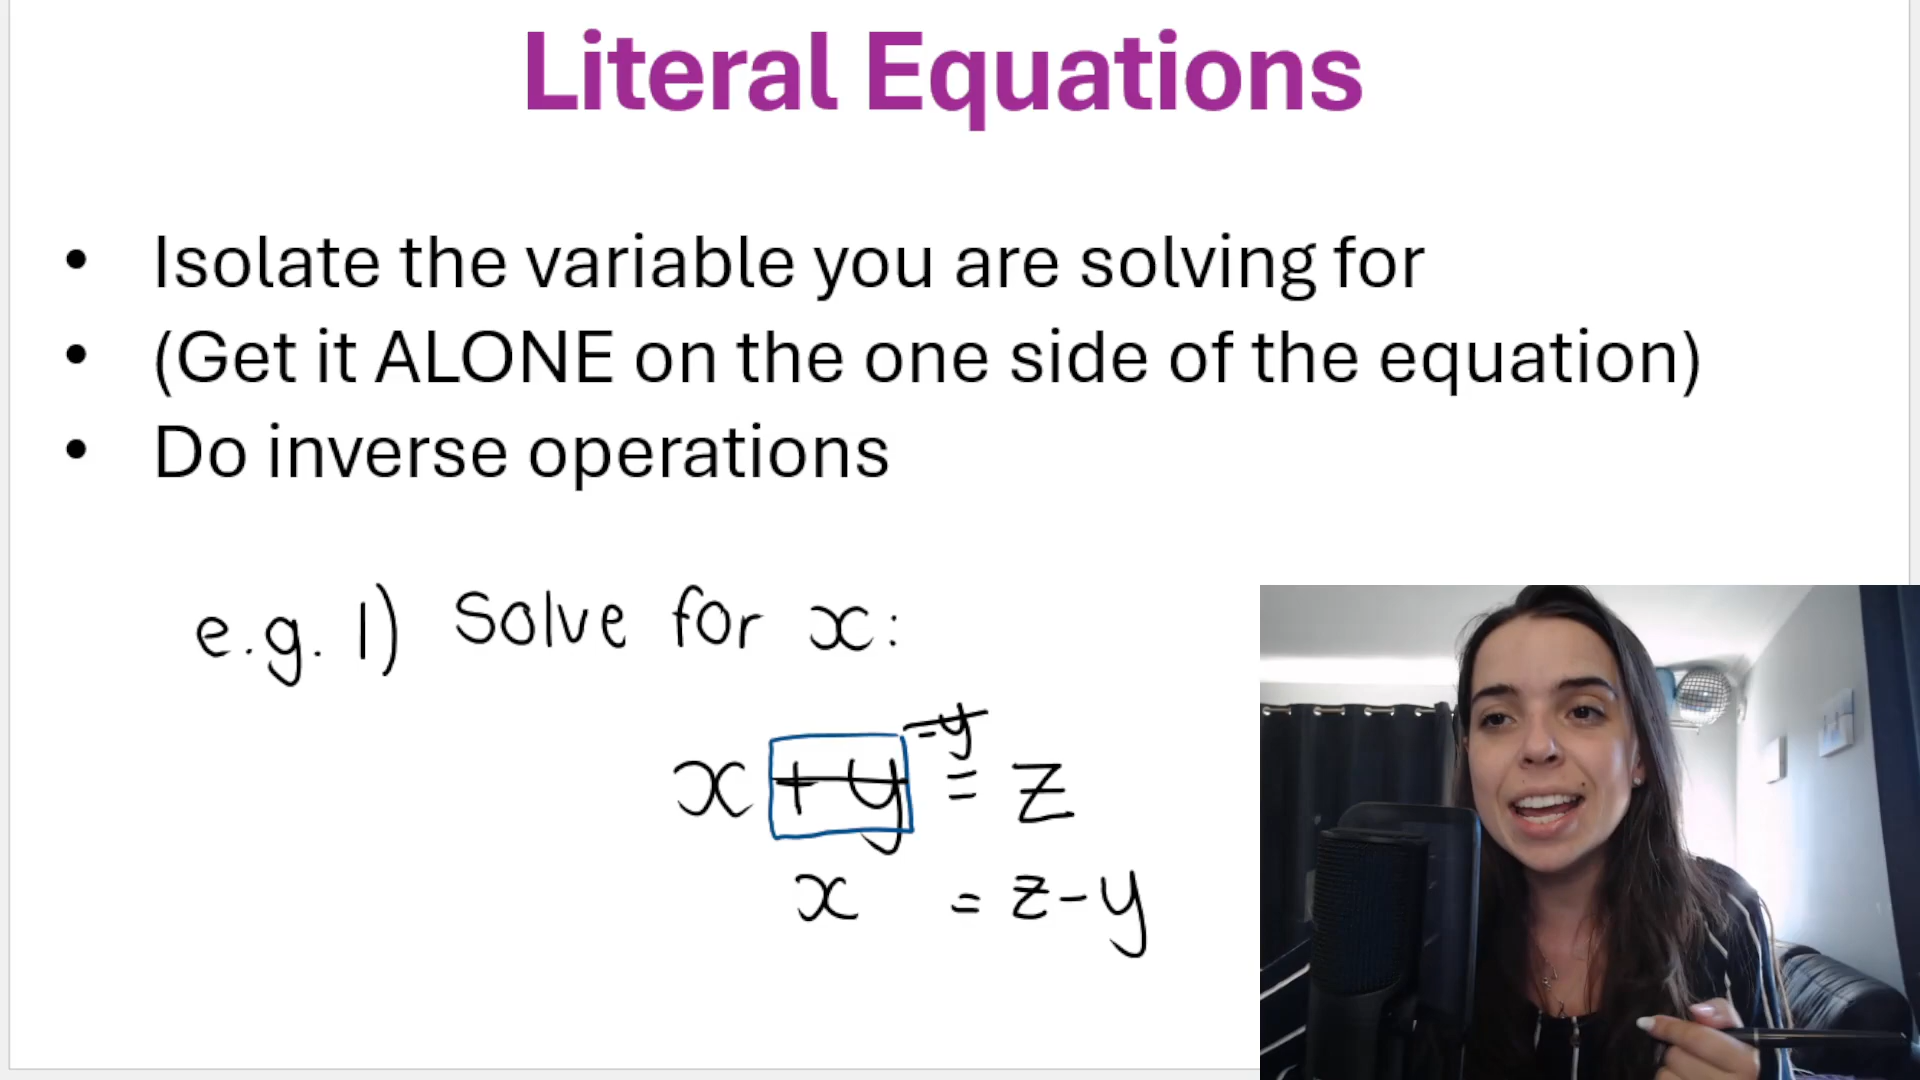 Literal Equations
• Isolate the variable you are solving for
• (Get it ALONE on the one side of the equation)
• Do inverse operations
e.g. 1) Solve for x:
-y
x + y = z
x = z - y